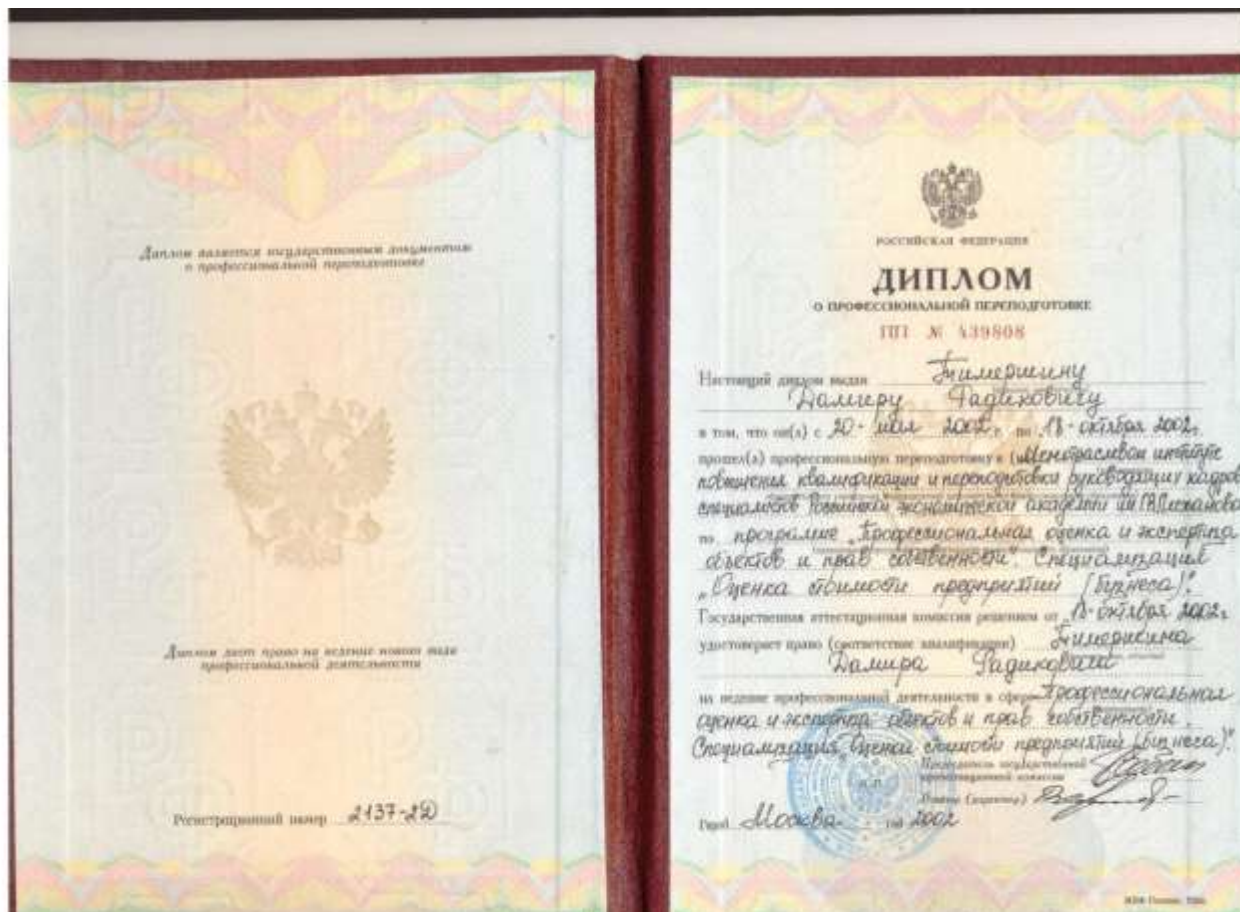 Диплом является государственным документом
о профессиональной переподготовке
Диплом дает право на ведение нового вида
профессиональной деятельности
Регистрационный номер 2137-2Д
РОССИЙСКАЯ ФЕДЕРАЦИЯ
ДИПЛОМ
О ПРОФЕССИОНАЛЬНОЙ ПЕРЕПОДГОТОВКЕ
ПП № 439808
Настоящий диплом выдан
Дамиру Радиковичу
в том, что он(а) с 20 - мая 2002 г. по 18 - октября 2002 г.
прошел(а) профессиональную переподготовку в (на) Межотраслевом институте
повышения квалификации и переподготовки руководящих кадров
специалистов Российской экономической академии им Г.В.Плеханова
по программе „Профессиональная оценка и экспертиза
объектов и прав собственности". Специализация
„Оценка стоимости предприятий (бизнеса)".
Государственная аттестационная комиссия решением от 18 - октября 2002 г.
удостоверяет право (соответствие квалификации)
Дамира Радиковича
на ведение профессиональной деятельности в сфере Профессиональная
оценка и экспертиза объектов и прав собственности.
Специализация „Оценка стоимости предприятий (бизнеса)".
Председатель государственной
аттестационной комиссии
М.П.
Ректор (директор)
Город Москва год 2002